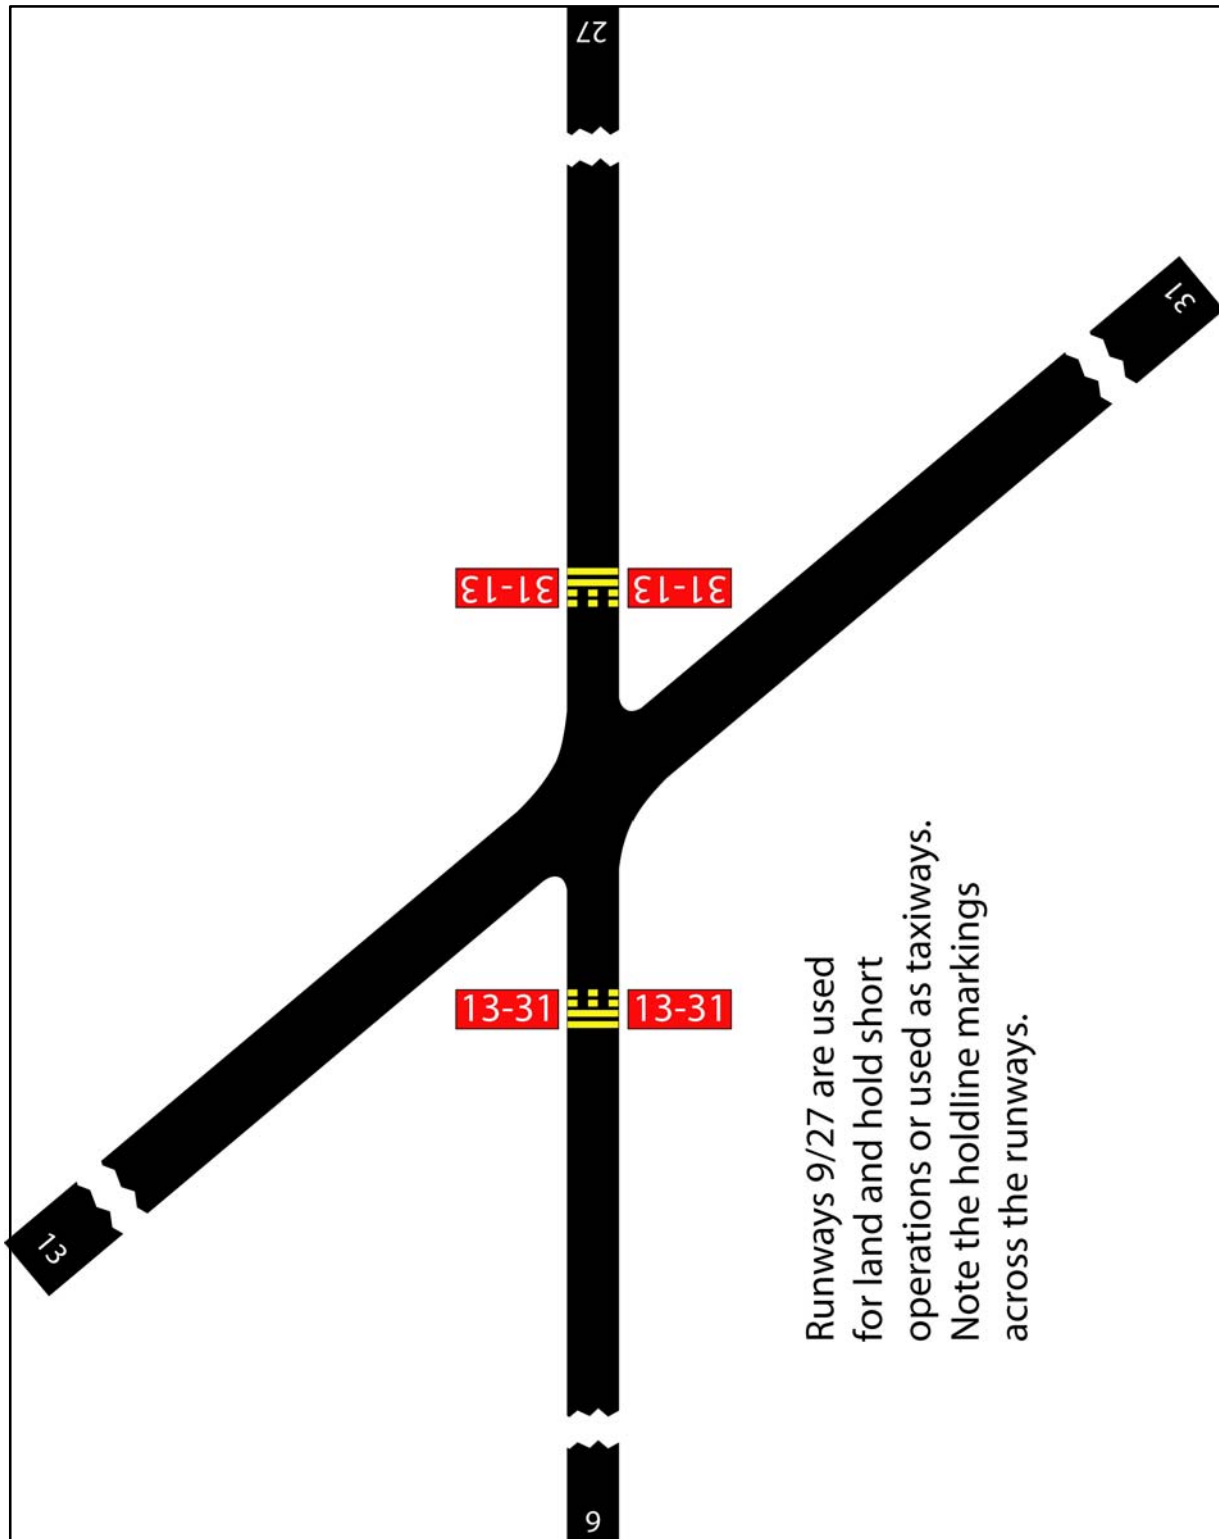 27
31
31-13
31-13
13-31
13-31
13
9
Runways 9/27 are used
for land and hold short
operations or used as taxiways.
Note the holdline markings
across the runways.